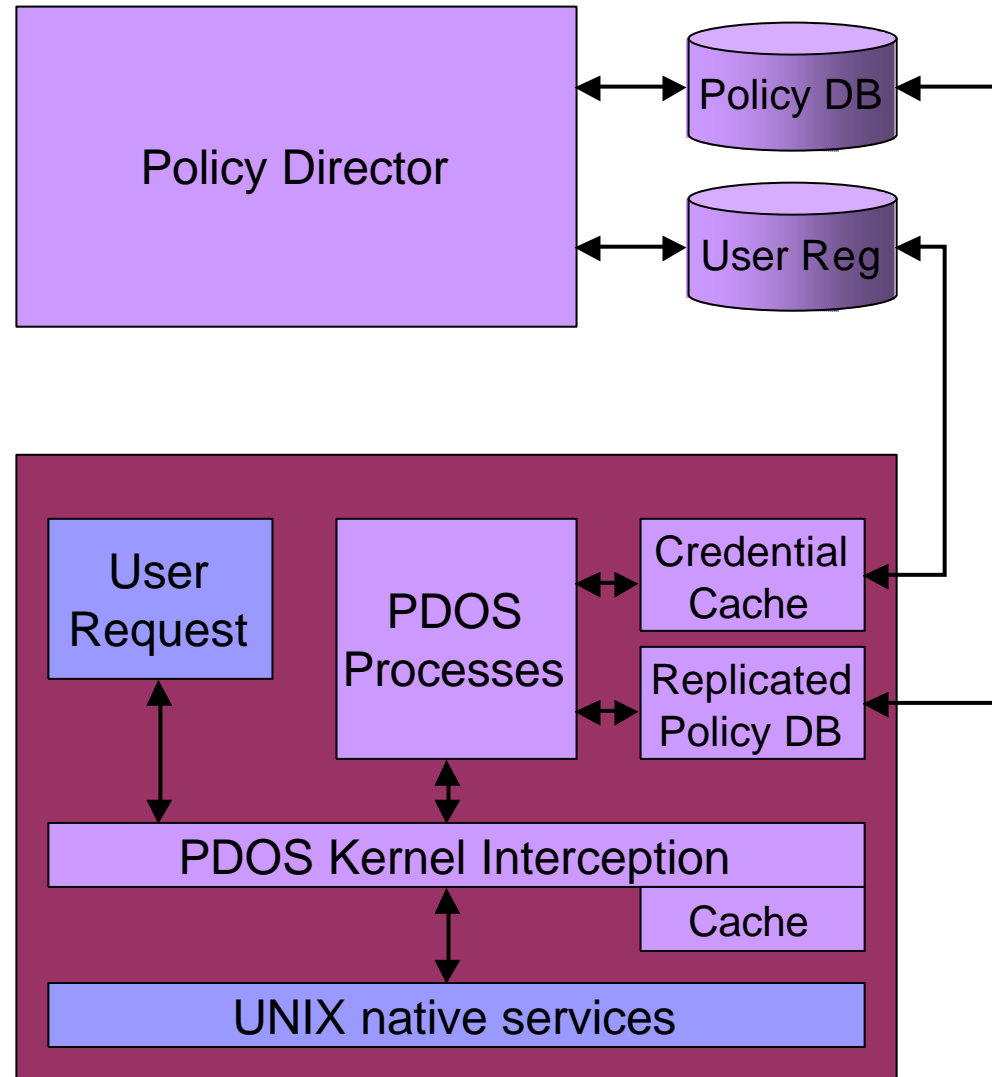 Policy Director
Policy DB
User Reg
User
Request
PDOS
Processes
Credential
Cache
Replicated
Policy DB
PDOS Kernel Interception
Cache
UNIX native services